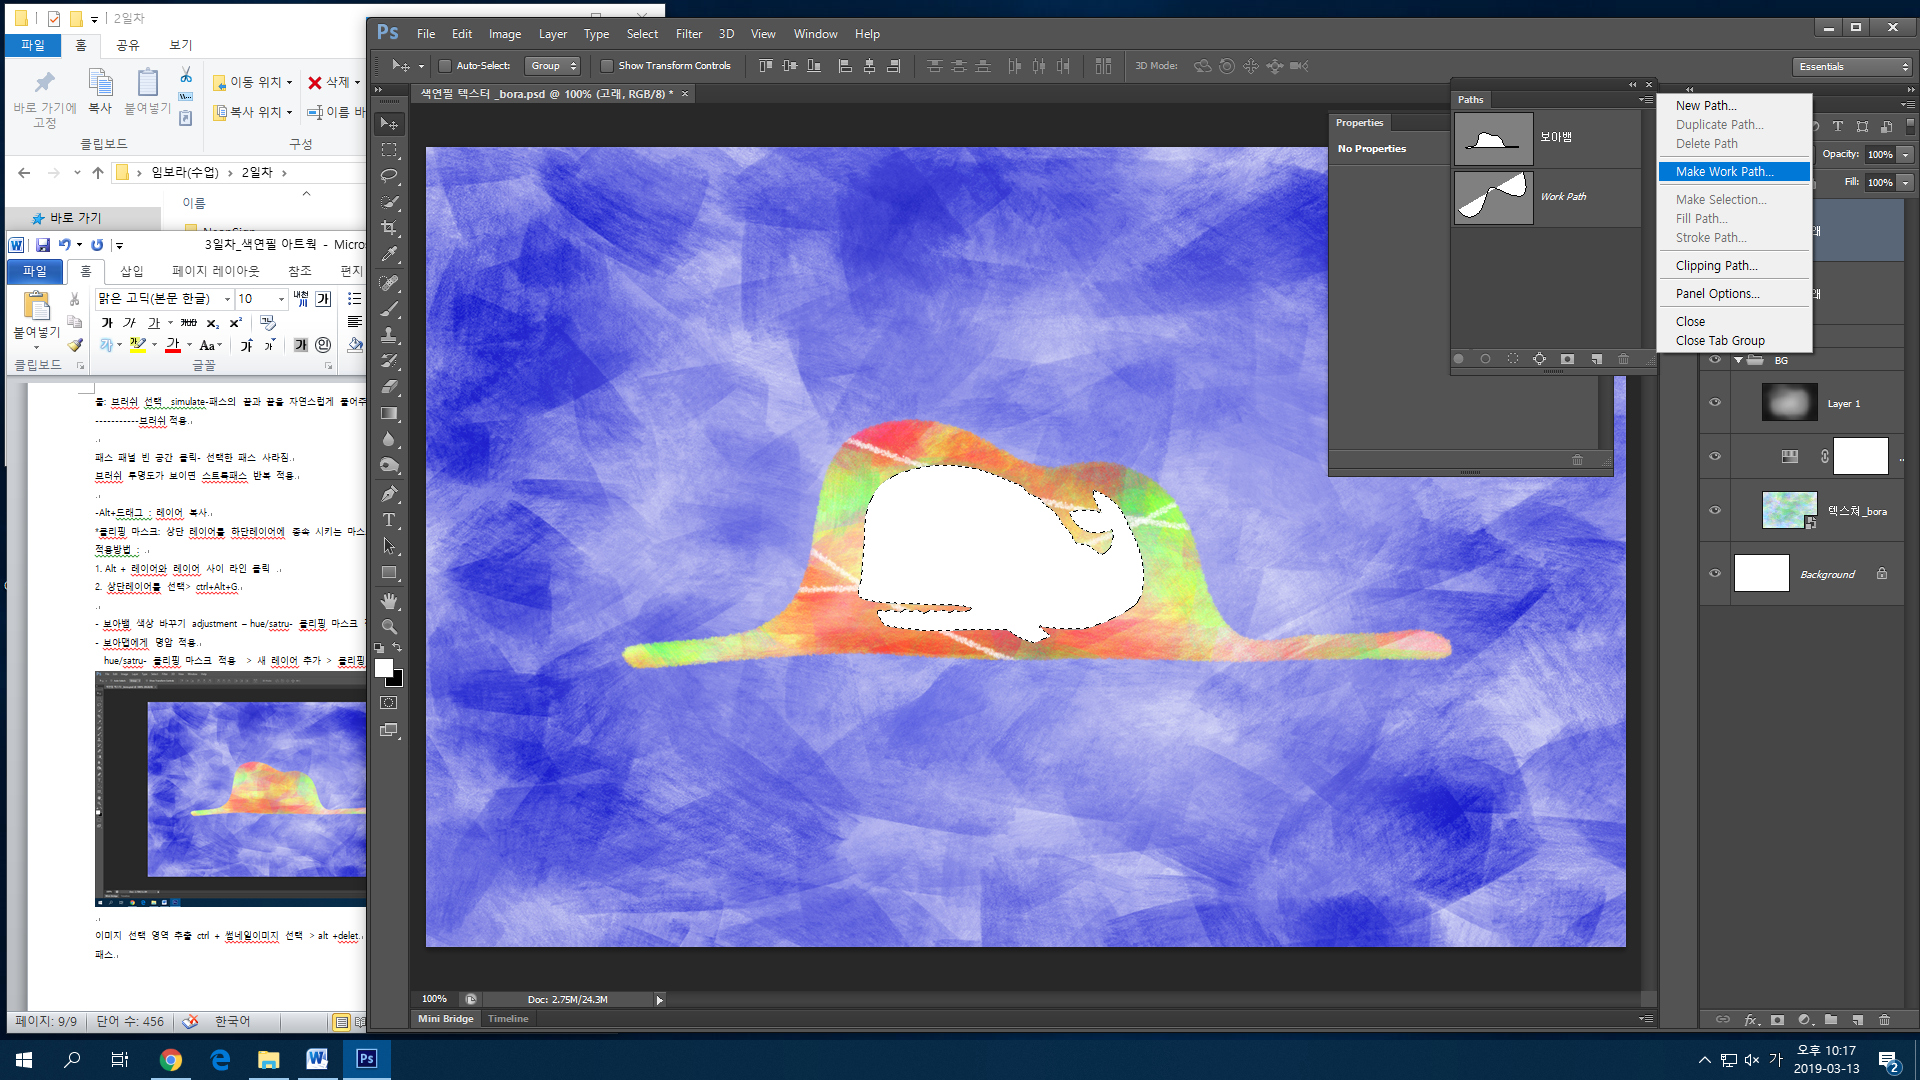 2일차
파일 홈 공유 보기
바로 가기에 고정
복사
붙여넣기
이동 위치
복사 위치
삭제
이름 바
클립보드
구성
임보라(수업) > 2일차 >
이름
바로 가기
3일차_색연필 아트웍 - Micros
파일 홈 삽입 페이지 레이아웃 참조 편지
붙여넣기
맑은 고딕(본문 한글) 10
클립보드
글꼴
툴: 브러쉬 선택, simulate-패스의 끝과 끝을 자연스럽게 풀어주
-----------브러쉬적용.
패스 패널 빈 공간 클릭- 선택한 패스 사라짐.
브러쉬 투명도가 보이면 스트록패스 반복 적용.
-Alt+드래그 : 레이어 복사.
*클리핑 마스크: 상단 레이어를 하단레이어에 종속 시키는 마스
적용방법 : .
1. Alt + 레이어와 레이어 사이 라인 클릭 .
2. 상단레이어를 선택> ctrl+Alt+G.
- 보아뱀 색상 바꾸기 adjustment – hue/satru- 클리핑 마스크
- 보아뱁에게 명암 적용.
hue/satru- 클리핑 마스크 적용 > 새 레이어 추가 > 클리핑
이미지 선택 영역 추출 ctrl + 썸네일이미지 선택 > alt +delet.
패스.
페이지: 9/9 단어 수: 456 한국어
Ps File Edit Image Layer Type Select Filter 3D View Window Help
Auto-Select: Group Show Transform Controls 3D Mode: Essentials
색연필 텍스터 _bora.psd @ 100% (고래, RGB/8) * ×
Properties
No Properties
Paths
보아뱀
Work Path
New Path...
Duplicate Path...
Delete Path
Make Work Path...
Make Selection...
Fill Path...
Stroke Path...
Clipping Path...
Panel Options...
Close
Close Tab Group
Opacity: 100%
Fill: 100%
BG
Layer 1
텍스쳐_bora
Background
100% Doc: 2.75M/24.3M
Mini Bridge Timeline
가 오후 10:17
2019-03-13
2